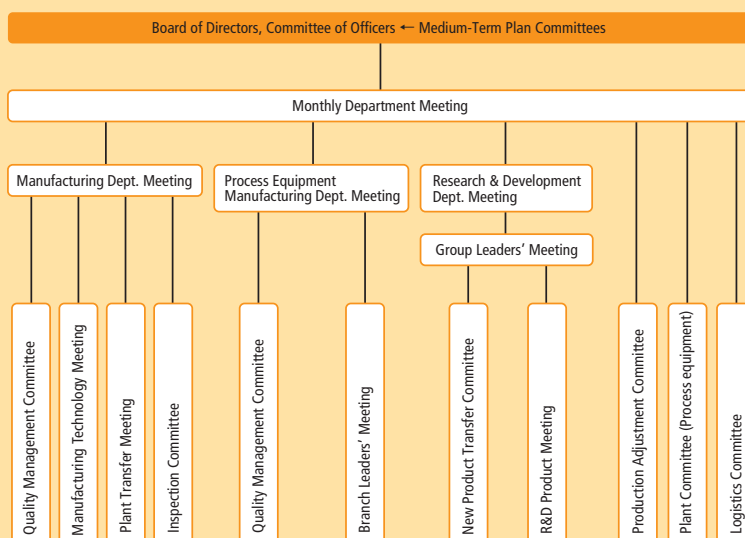 Board of Directors, Committee of Officers ← Medium-Term Plan Committees
Monthly Department Meeting
Manufacturing Dept. Meeting
Process Equipment
Manufacturing Dept. Meeting
Research & Development
Dept. Meeting
Group Leaders’ Meeting
Quality Management Committee
Manufacturing Technology Meeting
Plant Transfer Meeting
Inspection Committee
Quality Management Committee
Branch Leaders’ Meeting
New Product Transfer Committee
R&D Product Meeting
Production Adjustment Committee
Plant Committee (Process equipment)
Logistics Committee